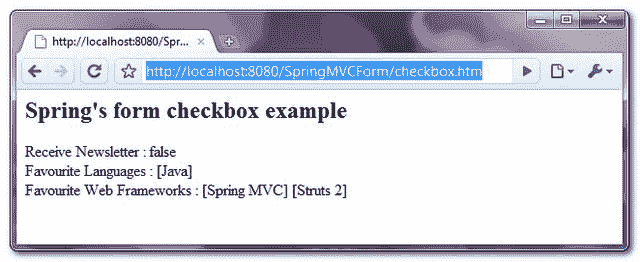 http://localhost:8080/Spr...
http://localhost:8080/SpringMVCForm/checkbox.htm
Spring's form checkbox example
Receive Newsletter : false
Favourite Languages : [Java]
Favourite Web Frameworks : [Spring MVC] [Struts 2]